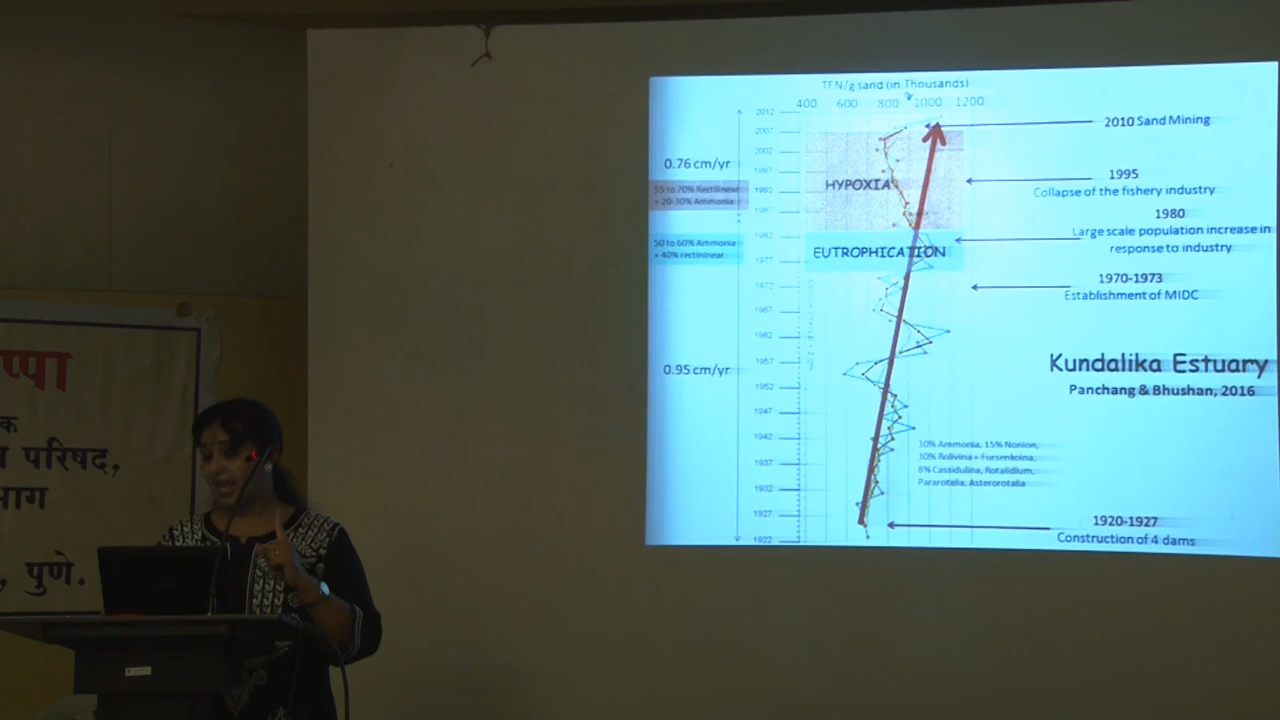 प्पा
क
परिषद,
भाग
, पुणे.
TFN/g sand (in Thousands)
400 600 800 1000 1200
2012
2007
2002
1997
1992
1987
1982
1977
1972
1967
1962
1957
1952
1947
1942
1937
1932
1927
1922
0.76 cm/yr
55 to 70% Rectilinear
+ 20-30% Ammonia
50 to 60% Ammonia
+ 40% rectininear
0.95 cm/yr
HYPOXIA
EUTROPHICATION
30% Ammonia, 15% Nonion,
30% Bolivina + Fursenkoina,
8% Cassidulina, Rotalidium,
Pararotalia, Asterorotalia
2010 Sand Mining
1995
Collapse of the fishery industry
1980
Large scale population increase in
response to industry
1970-1973
Establishment of MIDC
Kundalika Estuary
Panchang & Bhushan, 2016
1920-1927
Construction of 4 dams